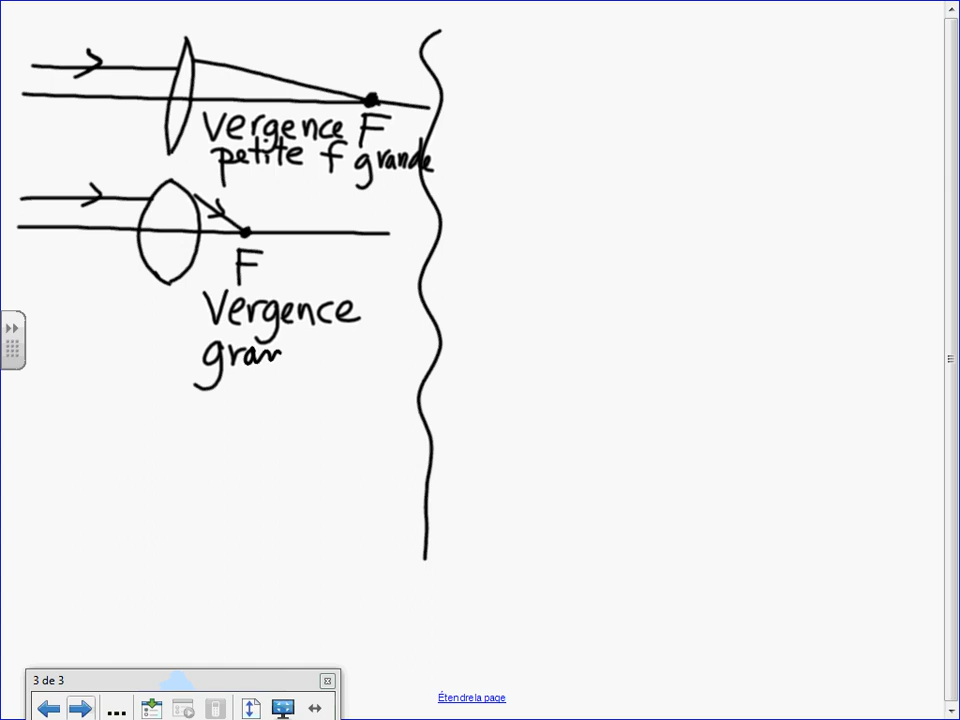 Vergence F
petite f grande
F
Vergence
gran
3 de 3
Étendre la page